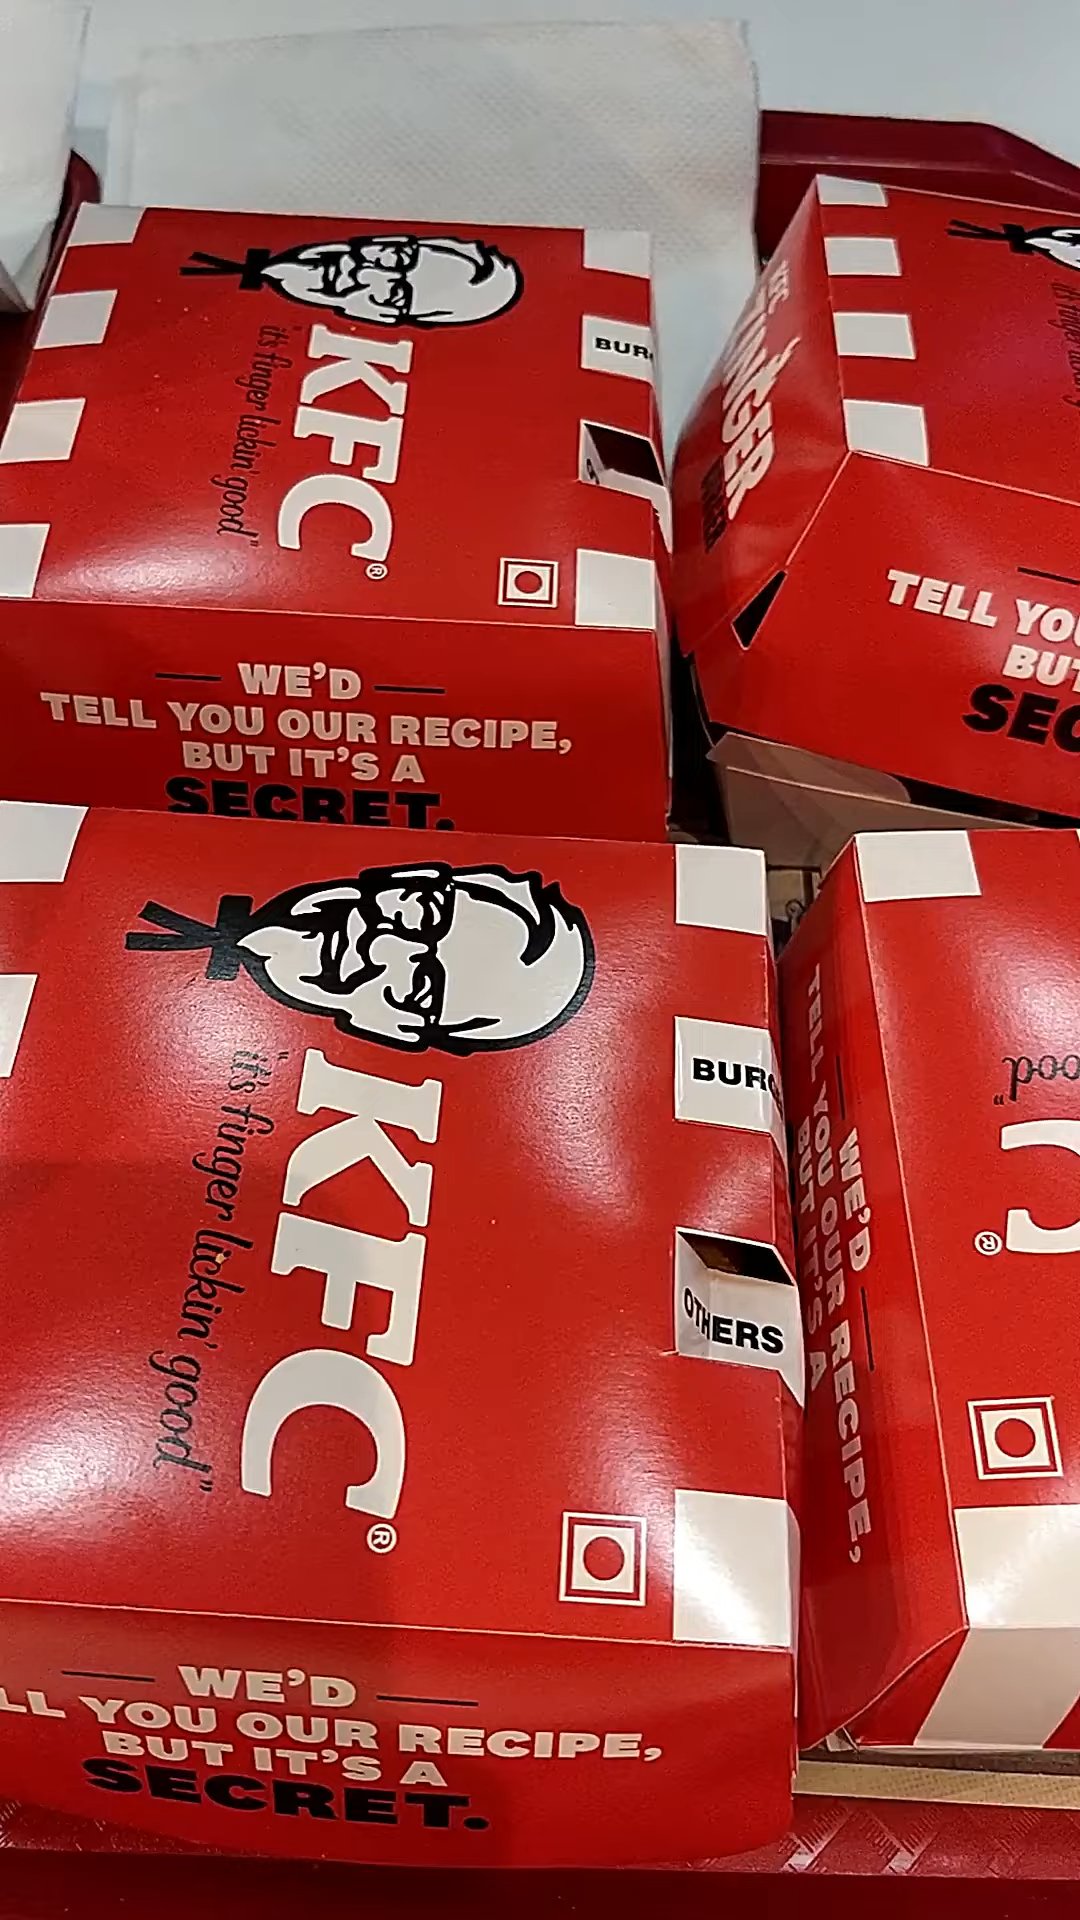 KFC®
"it's finger lickin' good"
BUR
WE'D
TELL YOU OUR RECIPE,
BUT IT'S A
SECRET.
KFC
ZINGER
TELL YOU
BUT
SEC
KFC®
"it's finger lickin' good"
BURG
OTHERS
WE'D
LL YOU OUR RECIPE,
BUT IT'S A
SECRET.
WE'D
TELL YOU OUR RECIPE,
BUT IT'S A
ood"
C®